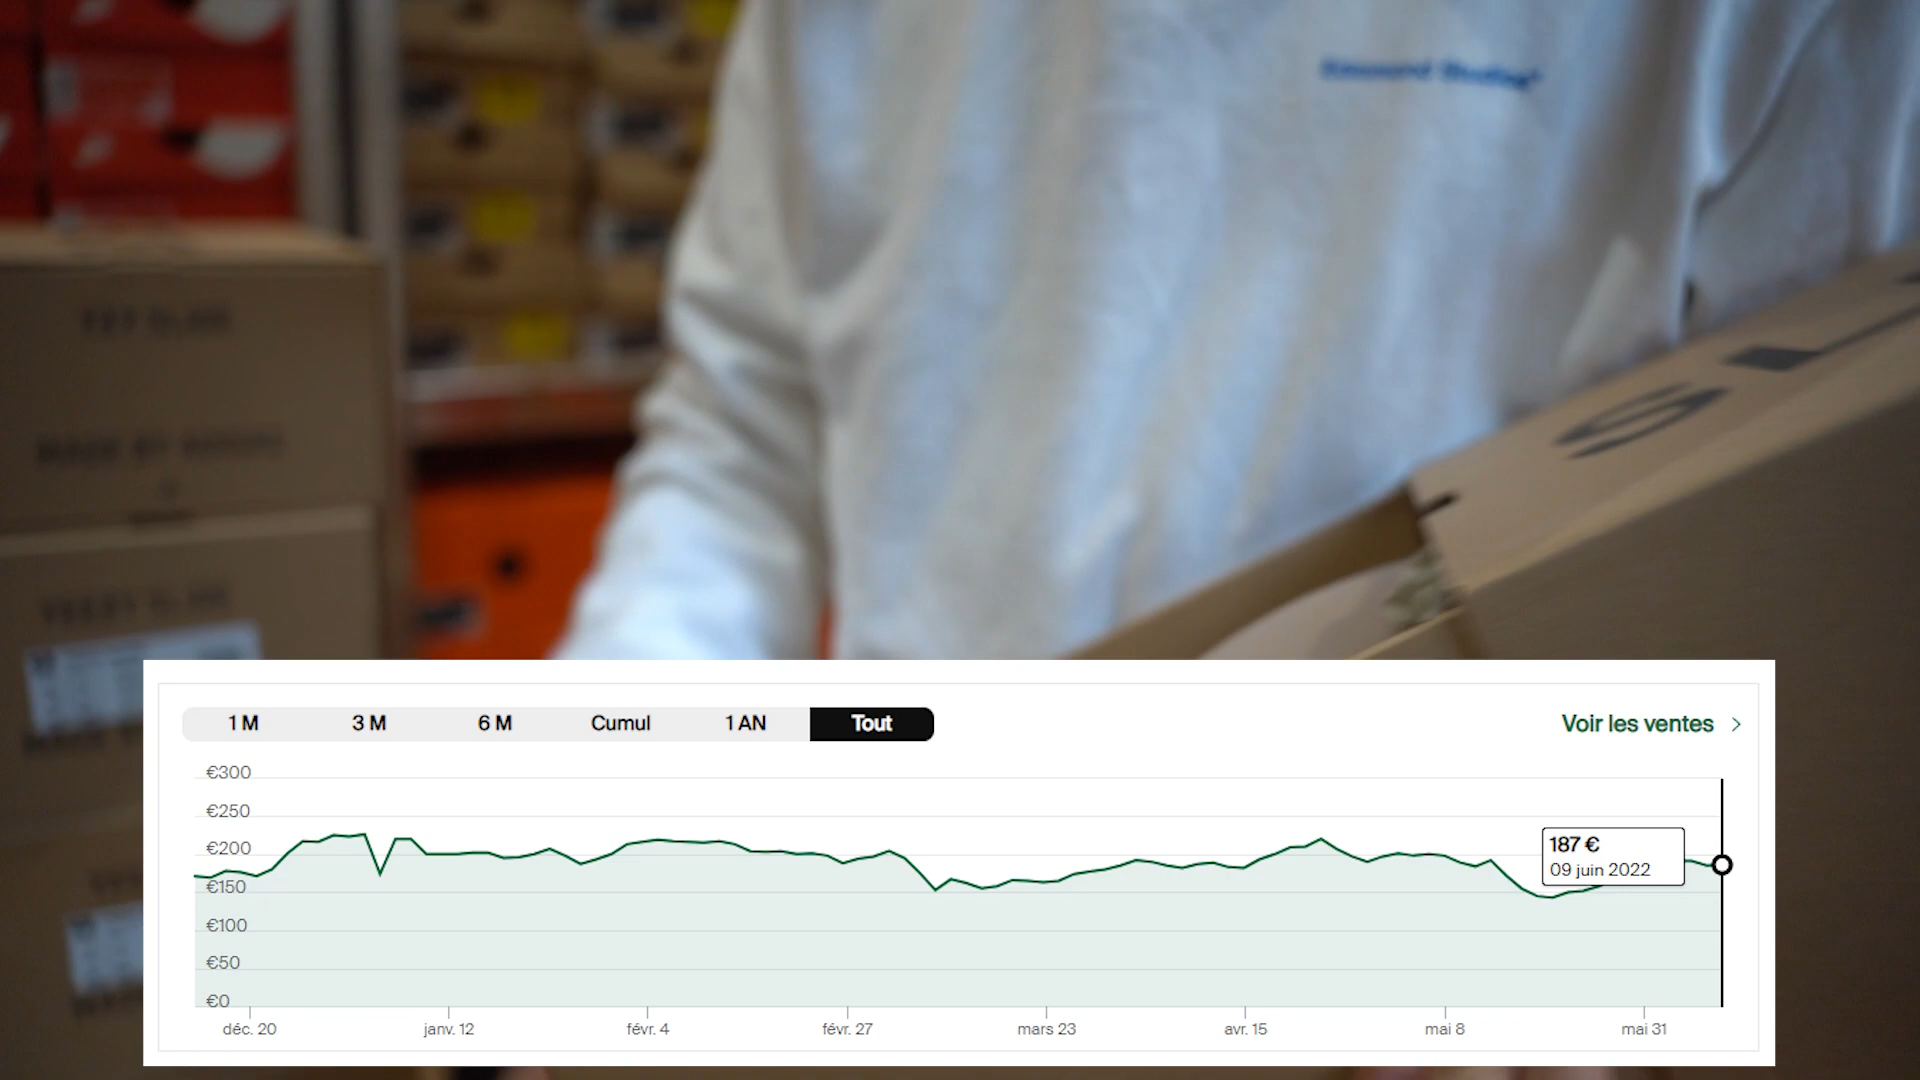 SL
1 M 3 M 6 M Cumul 1 AN Tout Voir les ventes
€300
€250
€200
€150
€100
€50
€0
187 €
09 juin 2022
déc. 20 janv. 12 févr. 4 févr. 27 mars 23 avr. 15 mai 8 mai 31